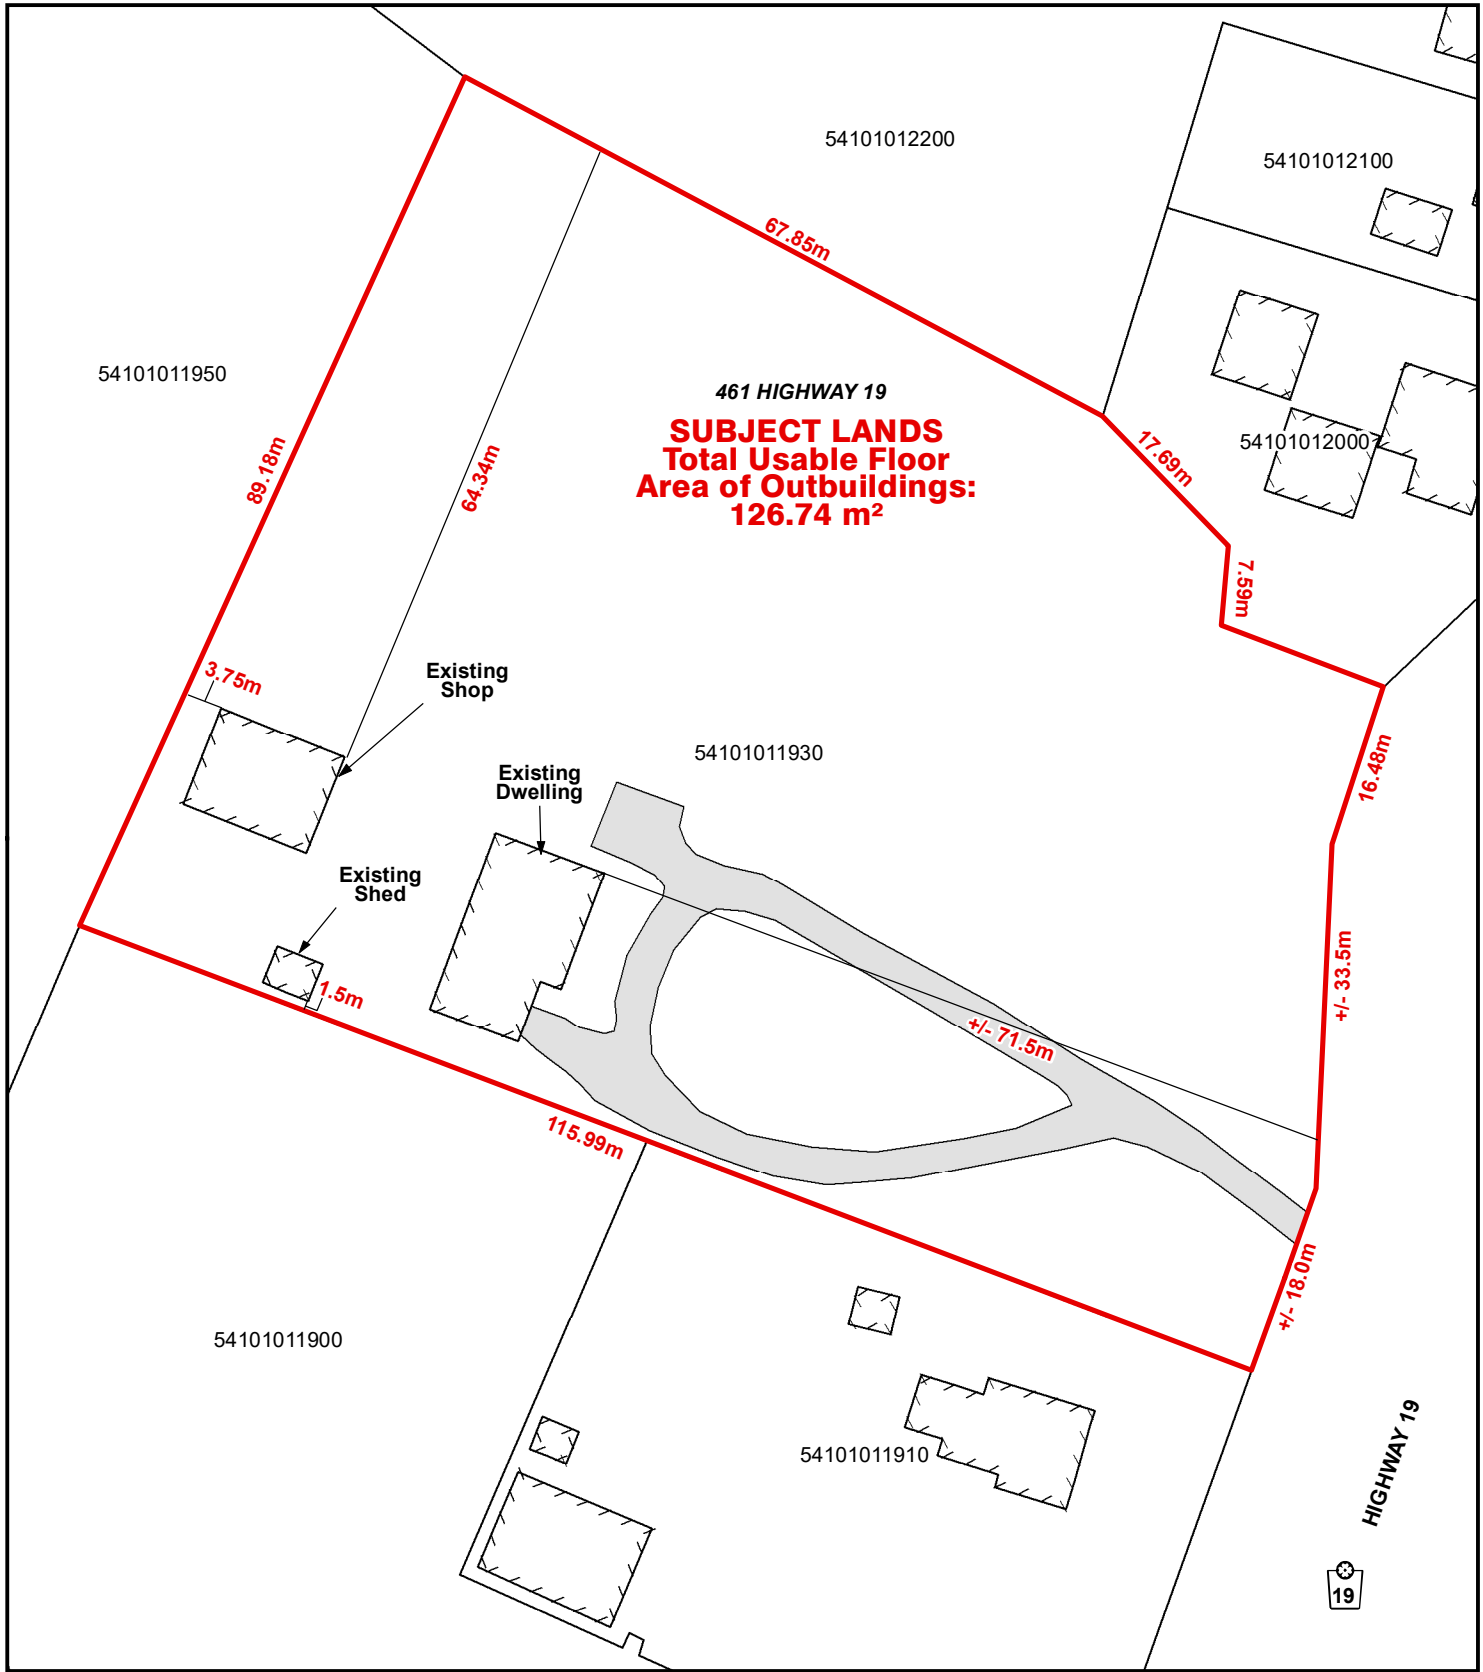 54101012200
54101012100
67.85m
54101011950
461 HIGHWAY 19
SUBJECT LANDS
Total Usable Floor
Area of Outbuildings:
126.74 m²
89.18m
64.34m
17.69m
54101012000
7.59m
3.75m
Existing
Shop
54101011930
16.48m
Existing
Dwelling
Existing
Shed
1.5m
+/- 33.5m
+/- 71.5m
115.99m
+/- 18.0m
54101011900
54101011910
HIGHWAY 19
19